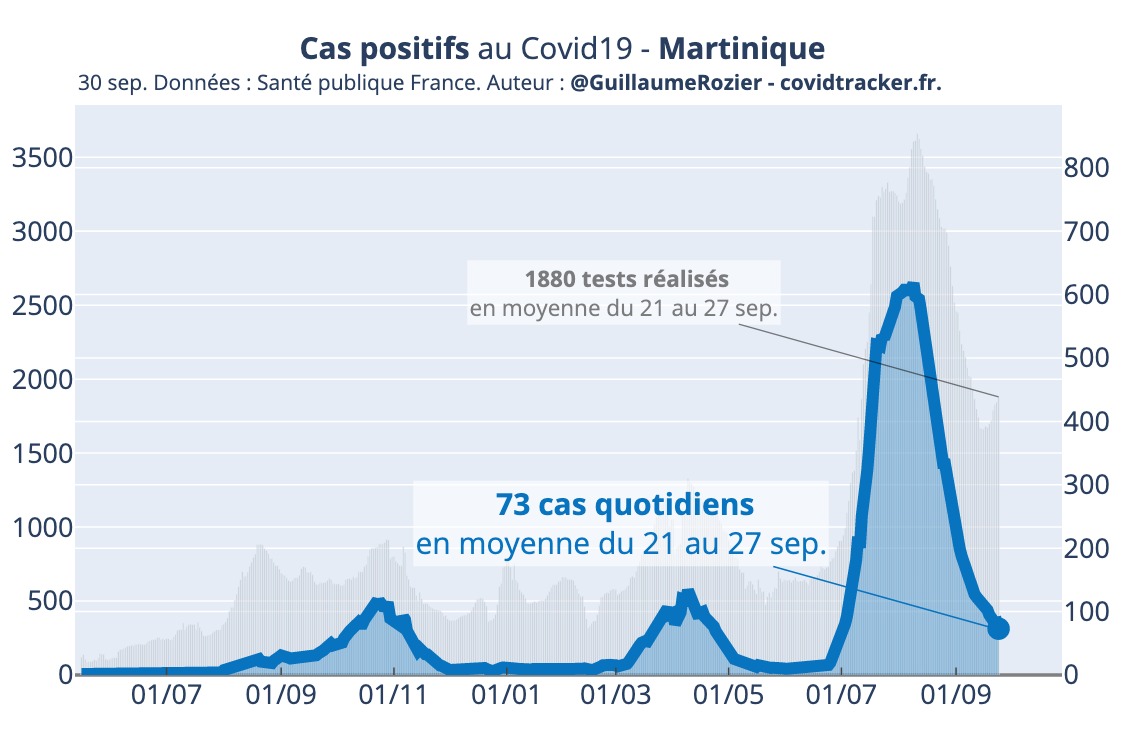 Cas positifs au Covid19 - Martinique
30 sep. Données : Santé publique France. Auteur : @GuillaumeRozier - covidtracker.fr.
3500
3000
2500
2000
1500
1000
500
0
800
700
600
500
400
300
200
100
0
1880 tests réalisés
en moyenne du 21 au 27 sep.
73 cas quotidiens
en moyenne du 21 au 27 sep.
01/07 01/09 01/11 01/01 01/03 01/05 01/07 01/09